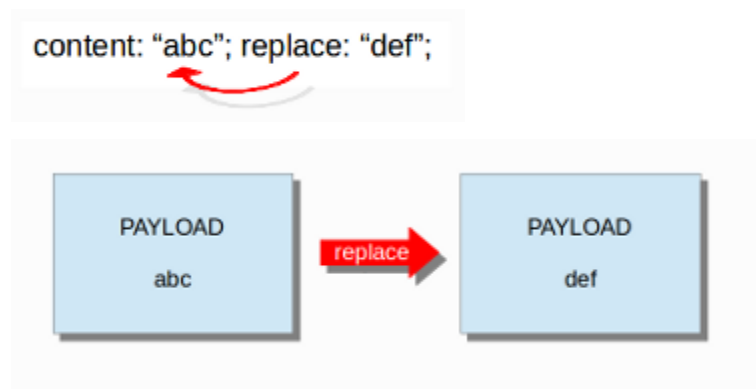 content: “abc”; replace: “def”;
PAYLOAD
abc
replace
PAYLOAD
def